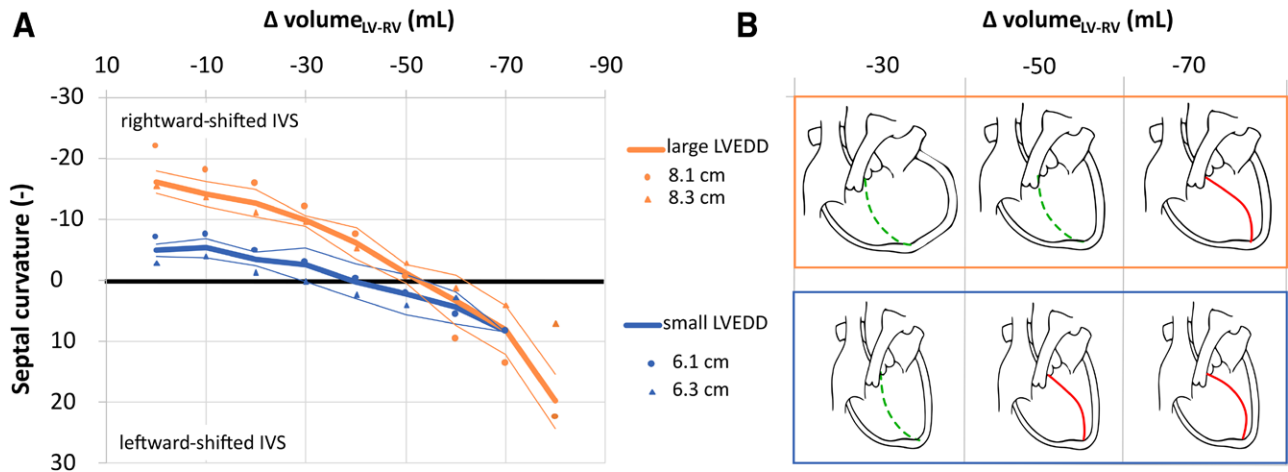 A
Δ volumeLV-RV (mL)
10 -10 -30 -50 -70 -90
-30
rightward-shifted IVS
-20
-10
0
10
20
leftward-shifted IVS
30
Septal curvature (-)
large LVEDD
8.1 cm
8.3 cm
small LVEDD
6.1 cm
6.3 cm
B
Δ volumeLV-RV (mL)
-30 -50 -70